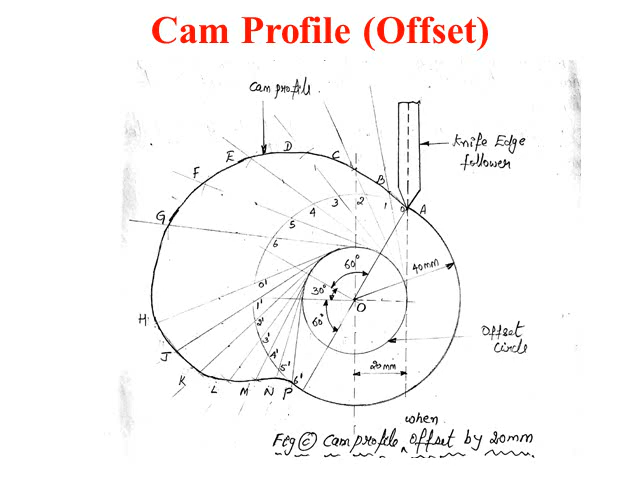 Cam Profile (Offset)
Cam profile
Knife Edge
follower
A
B
C
D
E
F
G
H
J
K
L
M
N
P
0
1
2
3
4
5
6
0'
1'
2'
3'
4'
5'
6'
60°
30°
60°
O
40mm
Offset
Circle
20mm
when
Fig (C) Cam profile ^ offset by 20mm